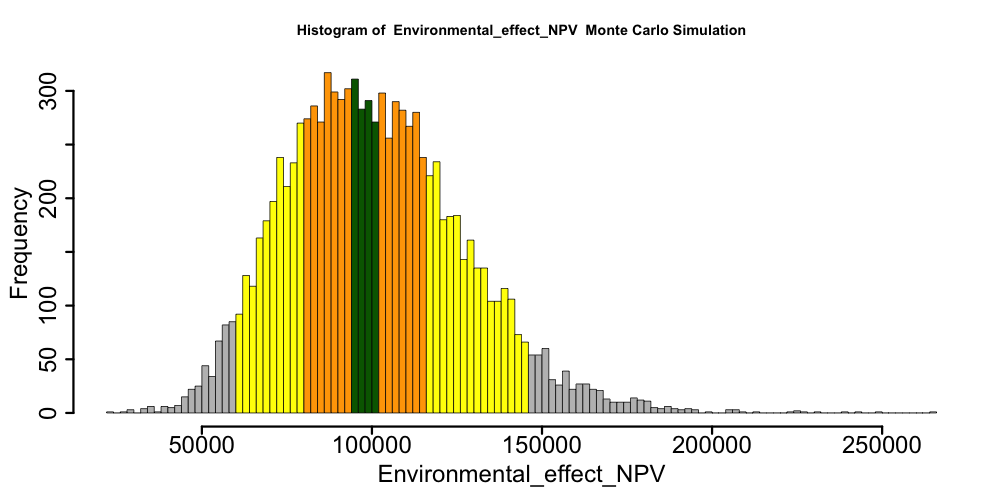 Histogram of  Environmental_effect_NPV  Monte Carlo Simulation
300
200
100
50
0
Frequency
50000 100000 150000 200000 250000
Environmental_effect_NPV